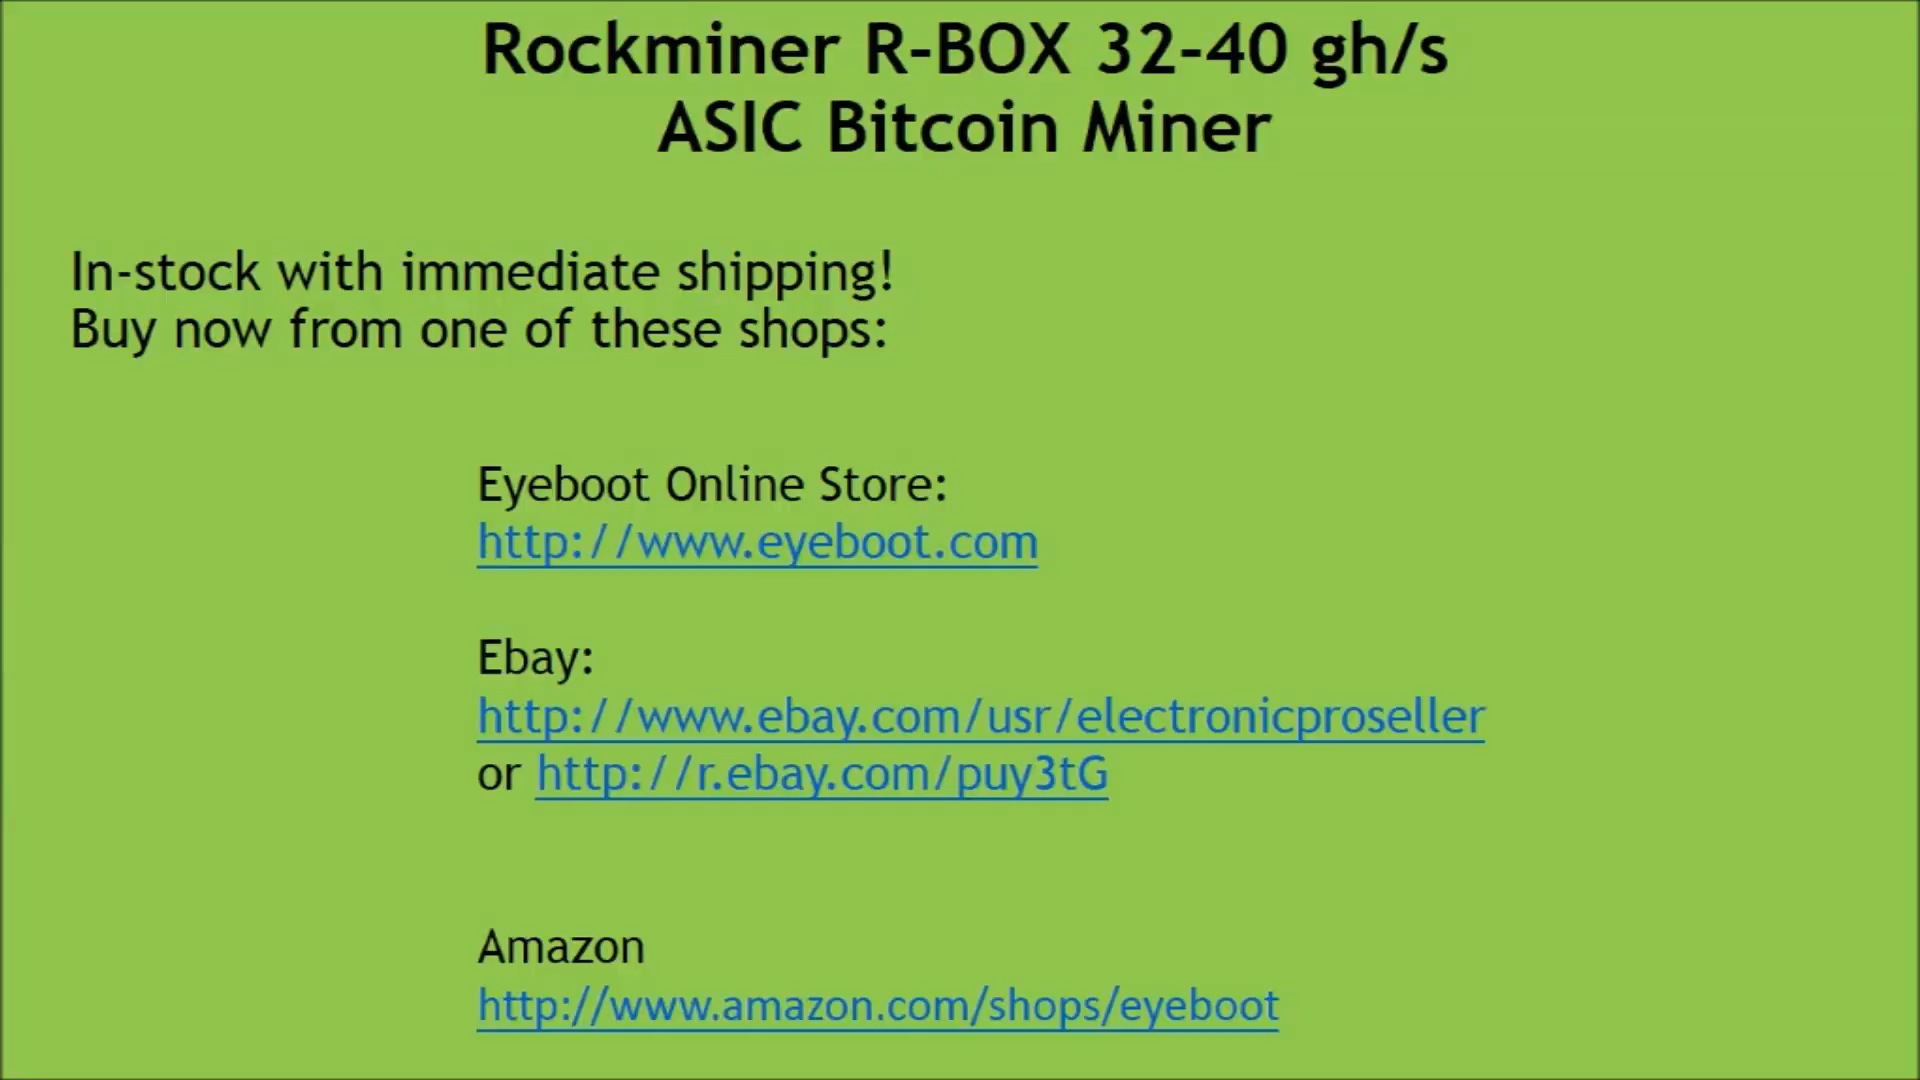 Rockminer R-BOX 32-40 gh/s
ASIC Bitcoin Miner
In-stock with immediate shipping!
Buy now from one of these shops:
Eyeboot Online Store:
http://www.eyeboot.com
Ebay:
http://www.ebay.com/usr/electronicproseller
or http://r.ebay.com/puy3tG
Amazon
http://www.amazon.com/shops/eyeboot